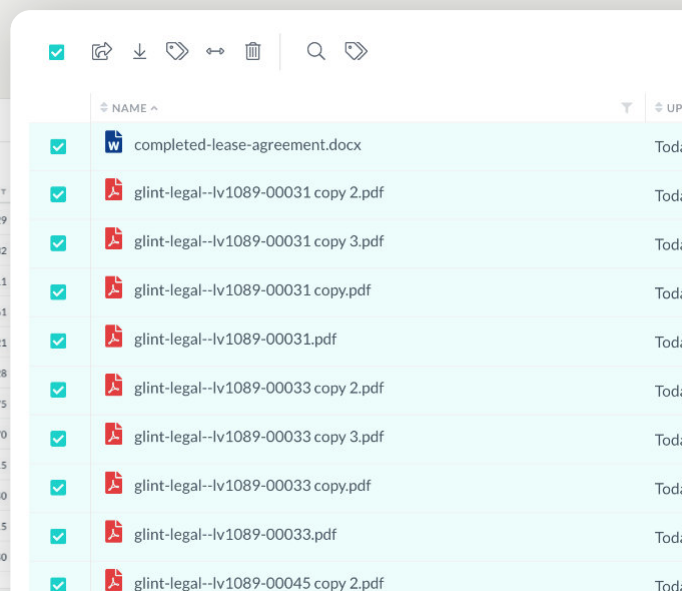 NAME UP
completed-lease-agreement.docx Toda
glint-legal--lv1089-00031 copy 2.pdf Toda
glint-legal--lv1089-00031 copy 3.pdf Toda
glint-legal--lv1089-00031 copy.pdf Toda
glint-legal--lv1089-00031.pdf Toda
glint-legal--lv1089-00033 copy 2.pdf Toda
glint-legal--lv1089-00033 copy 3.pdf Toda
glint-legal--lv1089-00033 copy.pdf Toda
glint-legal--lv1089-00033.pdf Toda
glint-legal--lv1089-00045 copy 2.pdf Toda